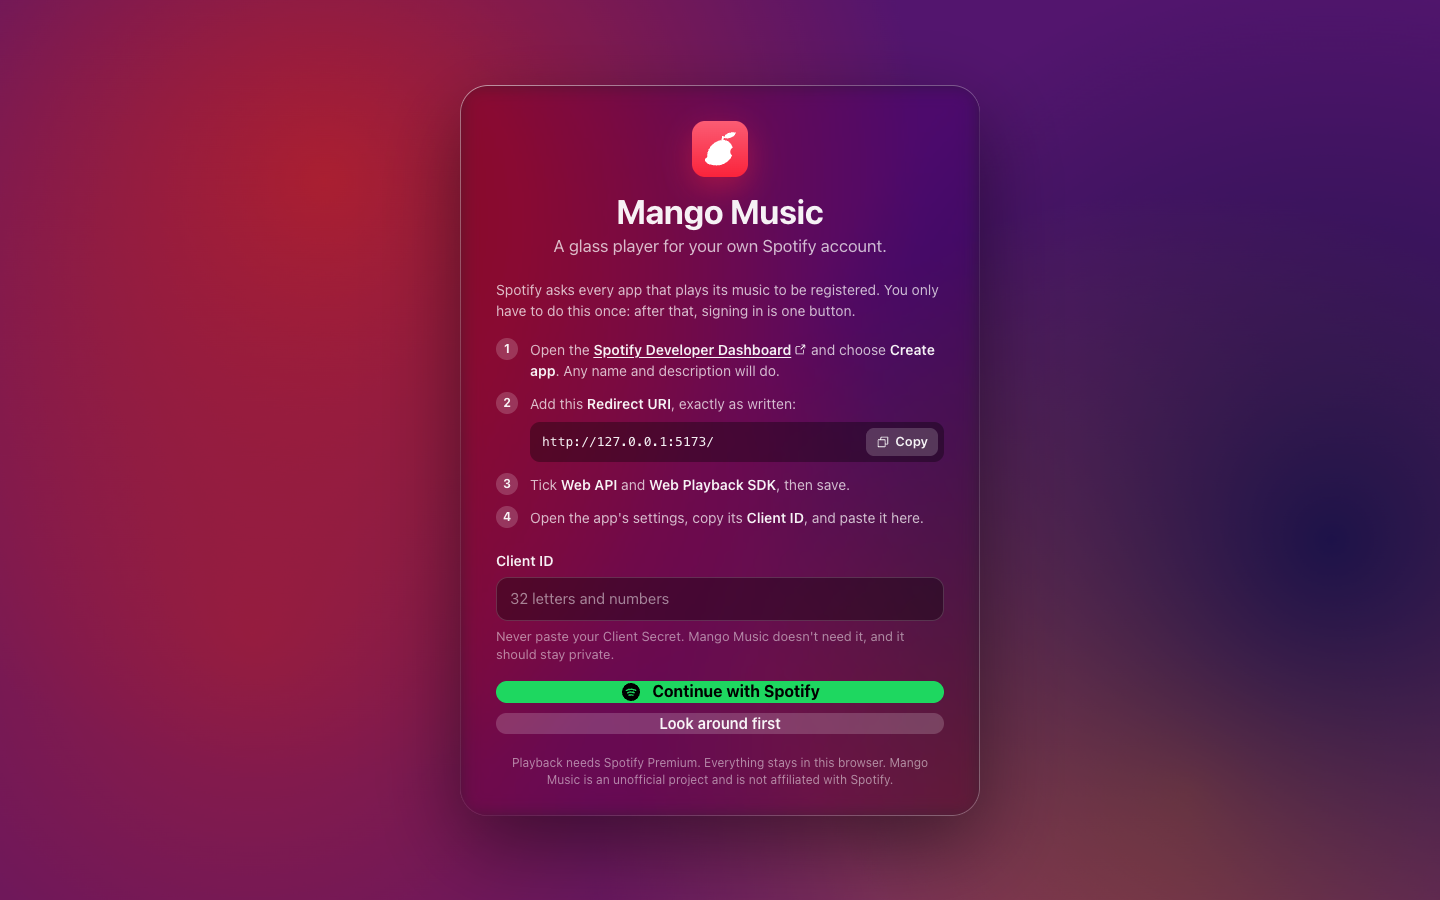 Mango Music
A glass player for your own Spotify account.
Spotify asks every app that plays its music to be registered. You only
have to do this once: after that, signing in is one button.
1 Open the Spotify Developer Dashboard and choose Create
app. Any name and description will do.
2 Add this Redirect URI, exactly as written:
http://127.0.0.1:5173/ Copy
3 Tick Web API and Web Playback SDK, then save.
4 Open the app's settings, copy its Client ID, and paste it here.
Client ID
32 letters and numbers
Never paste your Client Secret. Mango Music doesn't need it, and it
should stay private.
Continue with Spotify
Look around first
Playback needs Spotify Premium. Everything stays in this browser. Mango
Music is an unofficial project and is not affiliated with Spotify.